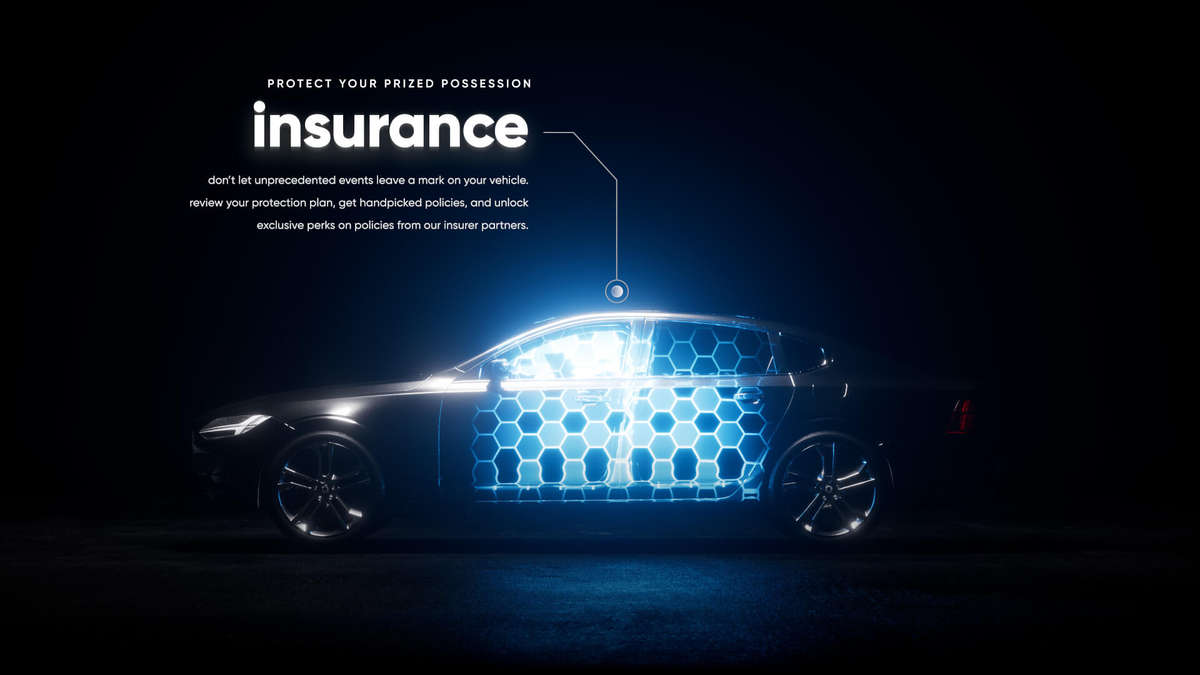 PROTECT YOUR PRIZED POSSESSION
insurance
don't let unprecedented events leave a mark on your vehicle.
review your protection plan, get handpicked policies, and unlock
exclusive perks on policies from our insurer partners.